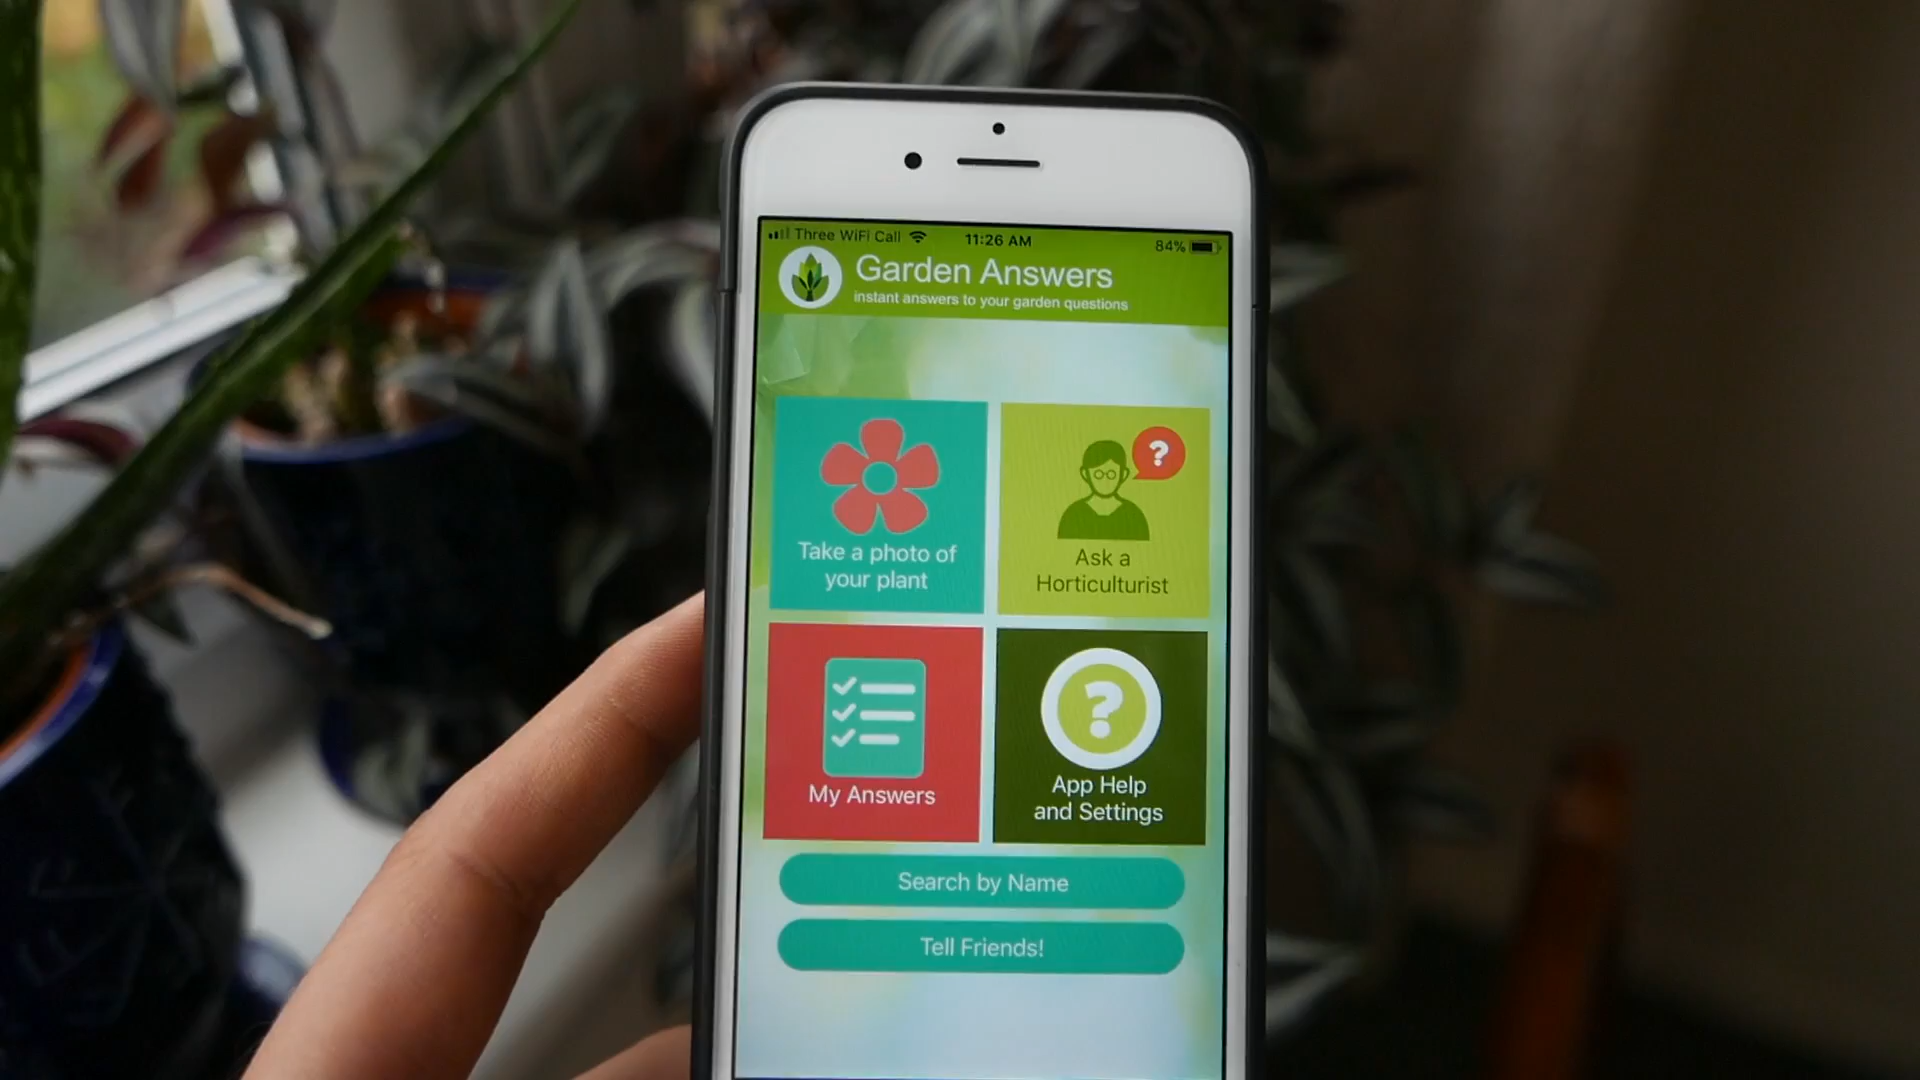 Three WiFi Call 11:26 AM 84%
Garden Answers
instant answers to your garden questions
?
Take a photo of
your plant
Ask a
Horticulturist
?
My Answers
App Help
and Settings
Search by Name
Tell Friends!